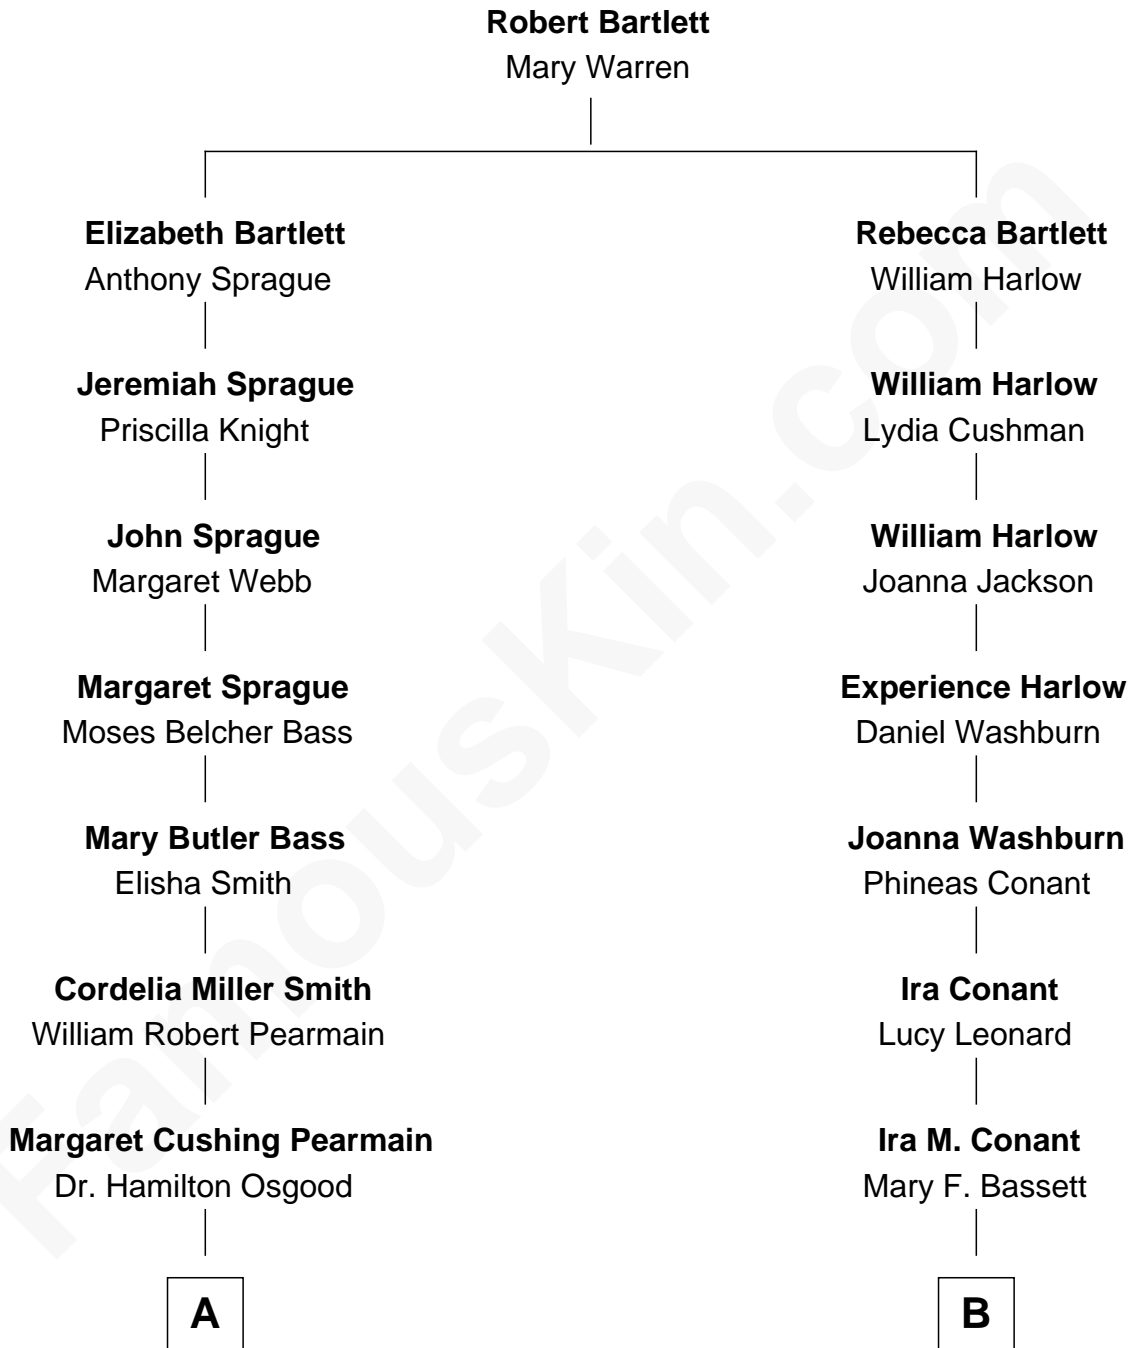 Robert Bartlett
Mary Warren
Elizabeth Bartlett
Anthony Sprague
Rebecca Bartlett
William Harlow
Jeremiah Sprague
Priscilla Knight
William Harlow
Lydia Cushman
John Sprague
Margaret Webb
William Harlow
Joanna Jackson
Margaret Sprague
Moses Belcher Bass
Experience Harlow
Daniel Washburn
Mary Butler Bass
Elisha Smith
Joanna Washburn
Phineas Conant
Cordelia Miller Smith
William Robert Pearmain
Ira Conant
Lucy Leonard
Margaret Cushing Pearmain
Dr. Hamilton Osgood
Ira M. Conant
Mary F. Bassett
A
B
FamousKin.com